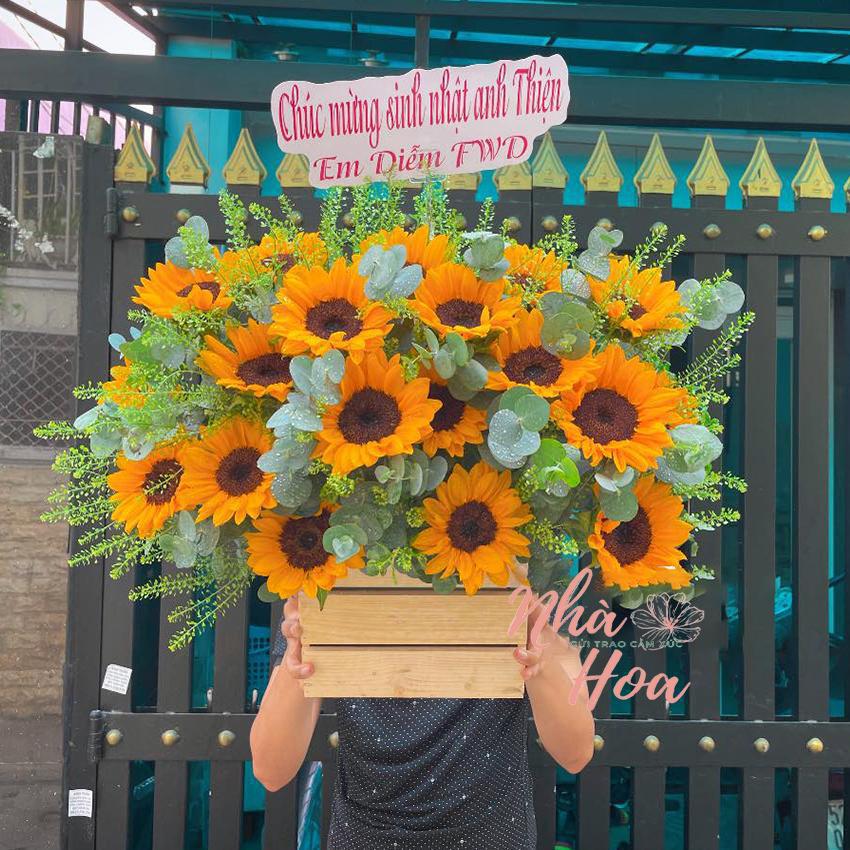 Chúc mừng sinh nhật anh Thiện
Em Diễm FWD
Nhà
GỬI TRAO CẢM XÚC
Hoa